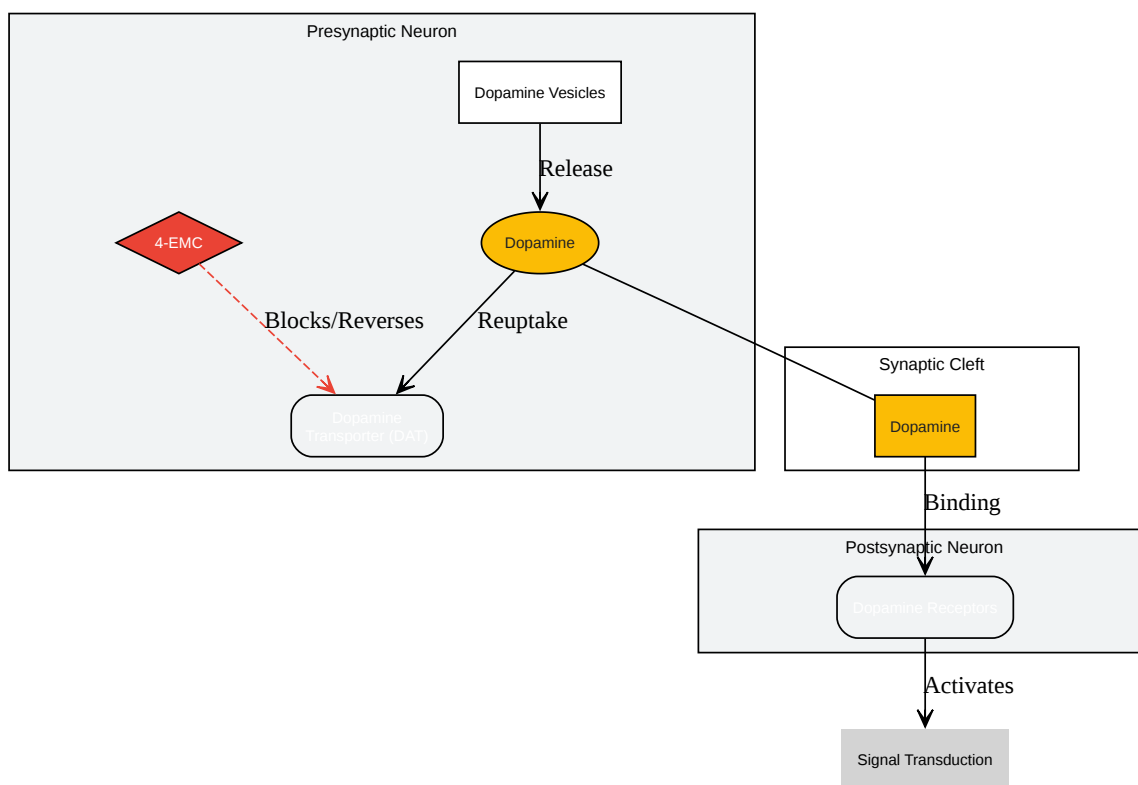 Presynaptic Neuron
Dopamine Vesicles
Release
4-EMC
Dopamine
Blocks/Reverses
Reuptake
Dopamine
Transporter (DAT)
Synaptic Cleft
Dopamine
Binding
Postsynaptic Neuron
Dopamine Receptors
Activates
Signal Transduction